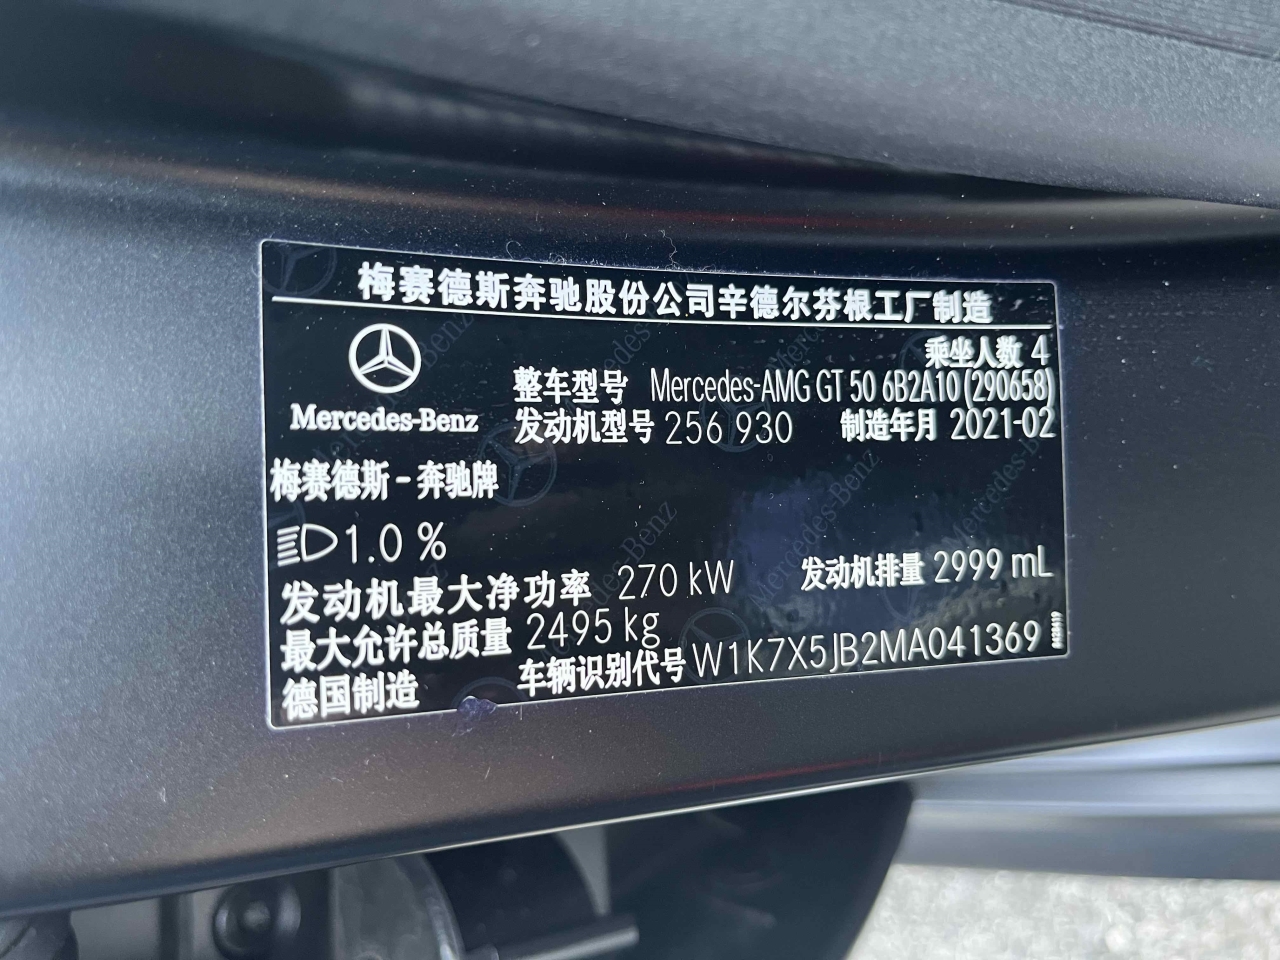 梅赛德斯奔驰股份公司辛德尔芬根工厂制造
乘坐人数 4
Mercedes-Benz
整车型号 Mercedes-AMG GT 50 6B2A10 (290658)
发动机型号 256 930 制造年月 2021-02
梅赛德斯 - 奔驰牌
1.0 %
发动机最大净功率 270 kW 发动机排量 2999 mL
最大允许总质量 2495 kg
德国制造 车辆识别代号 W1K7X5JB2MA041369